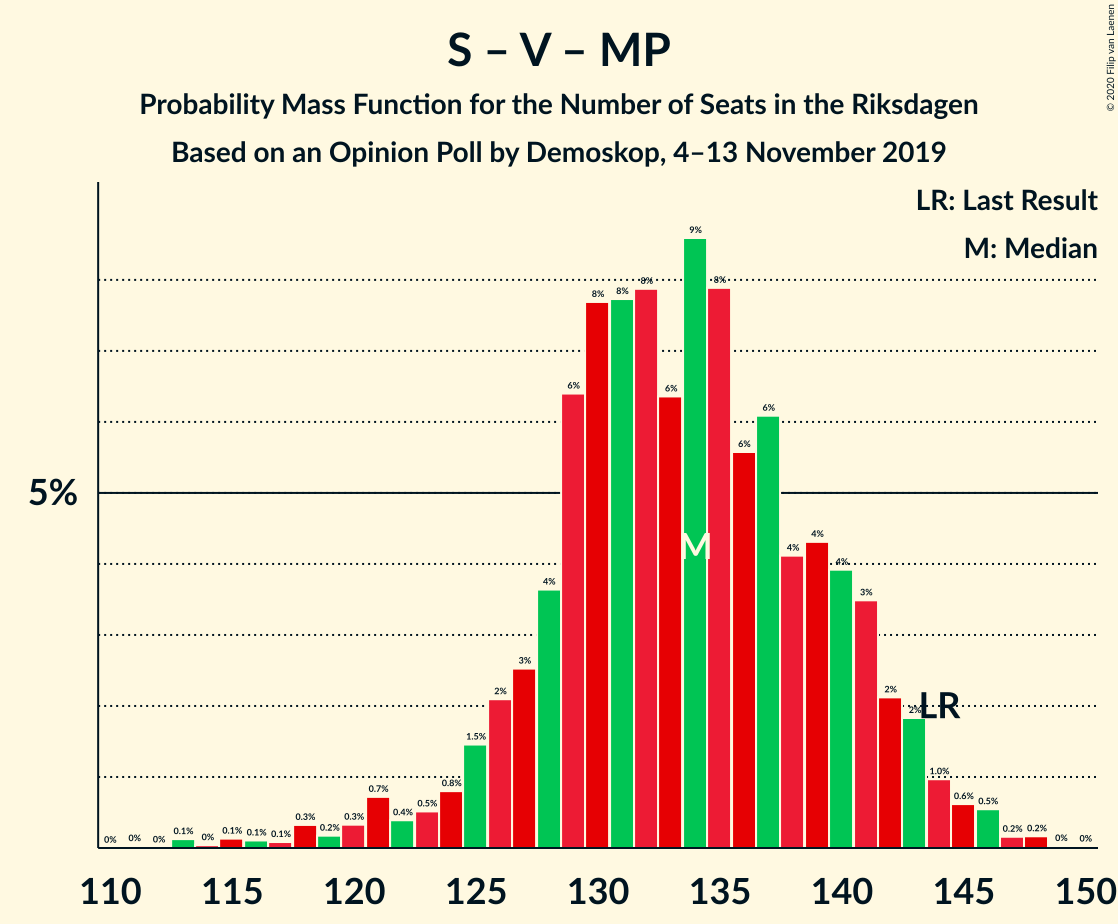 S – V – MP
Probability Mass Function for the Number of Seats in the Riksdagen
Based on an Opinion Poll by Demoskop, 4–13 November 2019
© 2020 Filip van Laenen
LR: Last Result
M: Median
5%
0% 0% 0% 0.1% 0% 0.1% 0.1% 0.1% 0.3% 0.2% 0.3% 0.7% 0.4% 0.5% 0.8% 1.5% 2% 3% 4% 6% 8% 8% 8% 6% 9% 8% 6% 6% 4% 4% 4% 3% 2% 2% 1.0% 0.6% 0.5% 0.2% 0.2% 0% 0%
M
LR
110 115 120 125 130 135 140 145 150